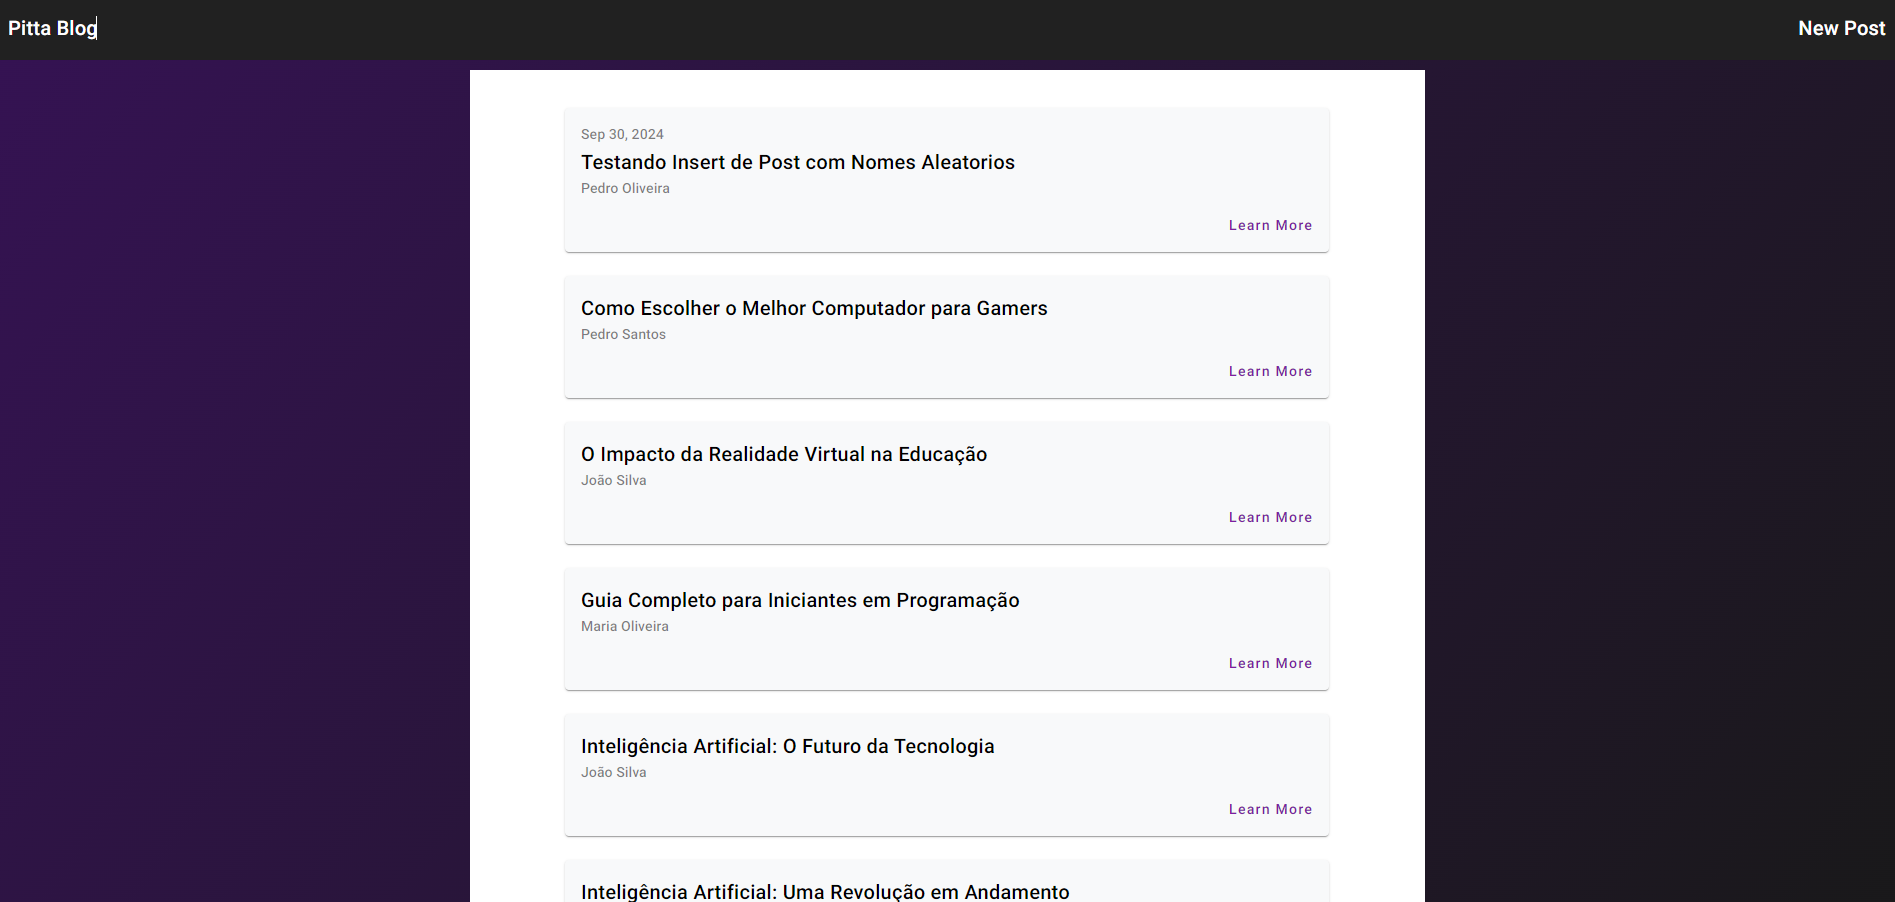 Pitta Blog
New Post
Sep 30, 2024
Testando Insert de Post com Nomes Aleatorios
Pedro Oliveira
Learn More
Como Escolher o Melhor Computador para Gamers
Pedro Santos
Learn More
O Impacto da Realidade Virtual na Educação
João Silva
Learn More
Guia Completo para Iniciantes em Programação
Maria Oliveira
Learn More
Inteligência Artificial: O Futuro da Tecnologia
João Silva
Learn More
Inteligência Artificial: Uma Revolução em Andamento